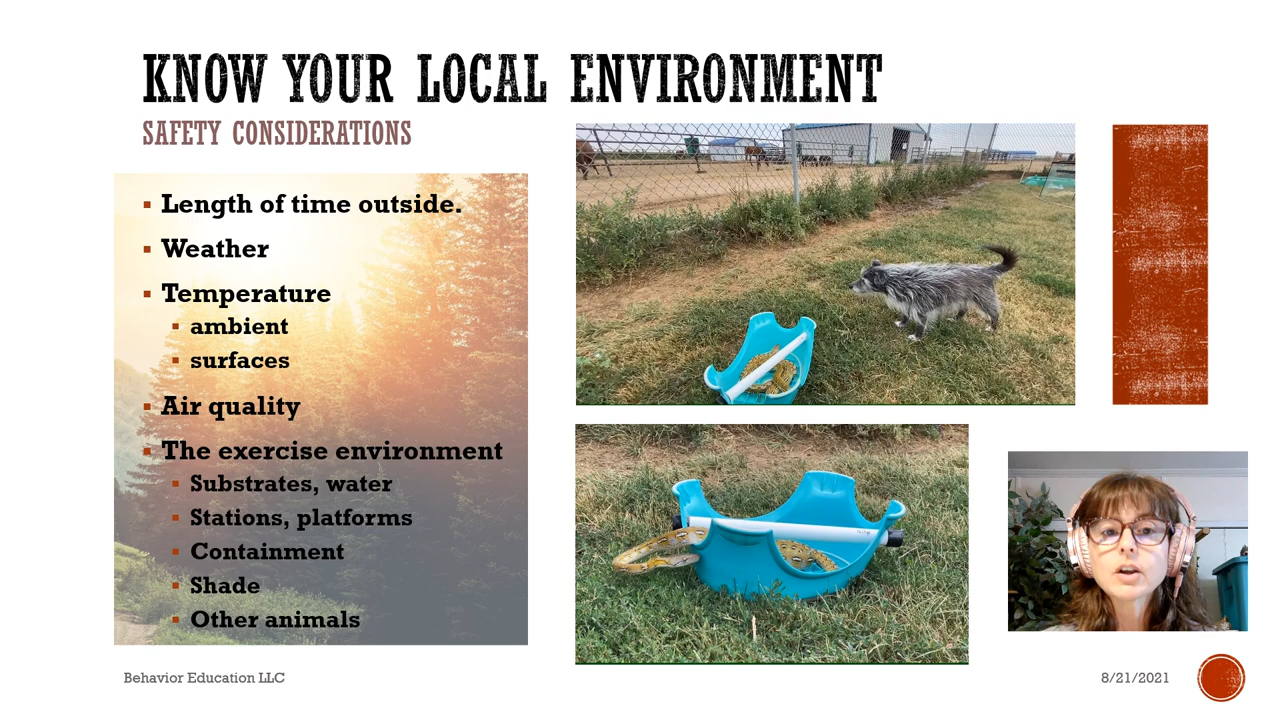 KNOW YOUR LOCAL ENVIRONMENT
SAFETY CONSIDERATIONS
Length of time outside.
Weather
Temperature
ambient
surfaces
Air quality
The exercise environment
Substrates, water
Stations, platforms
Containment
Shade
Other animals
Behavior Education LLC
8/21/2021